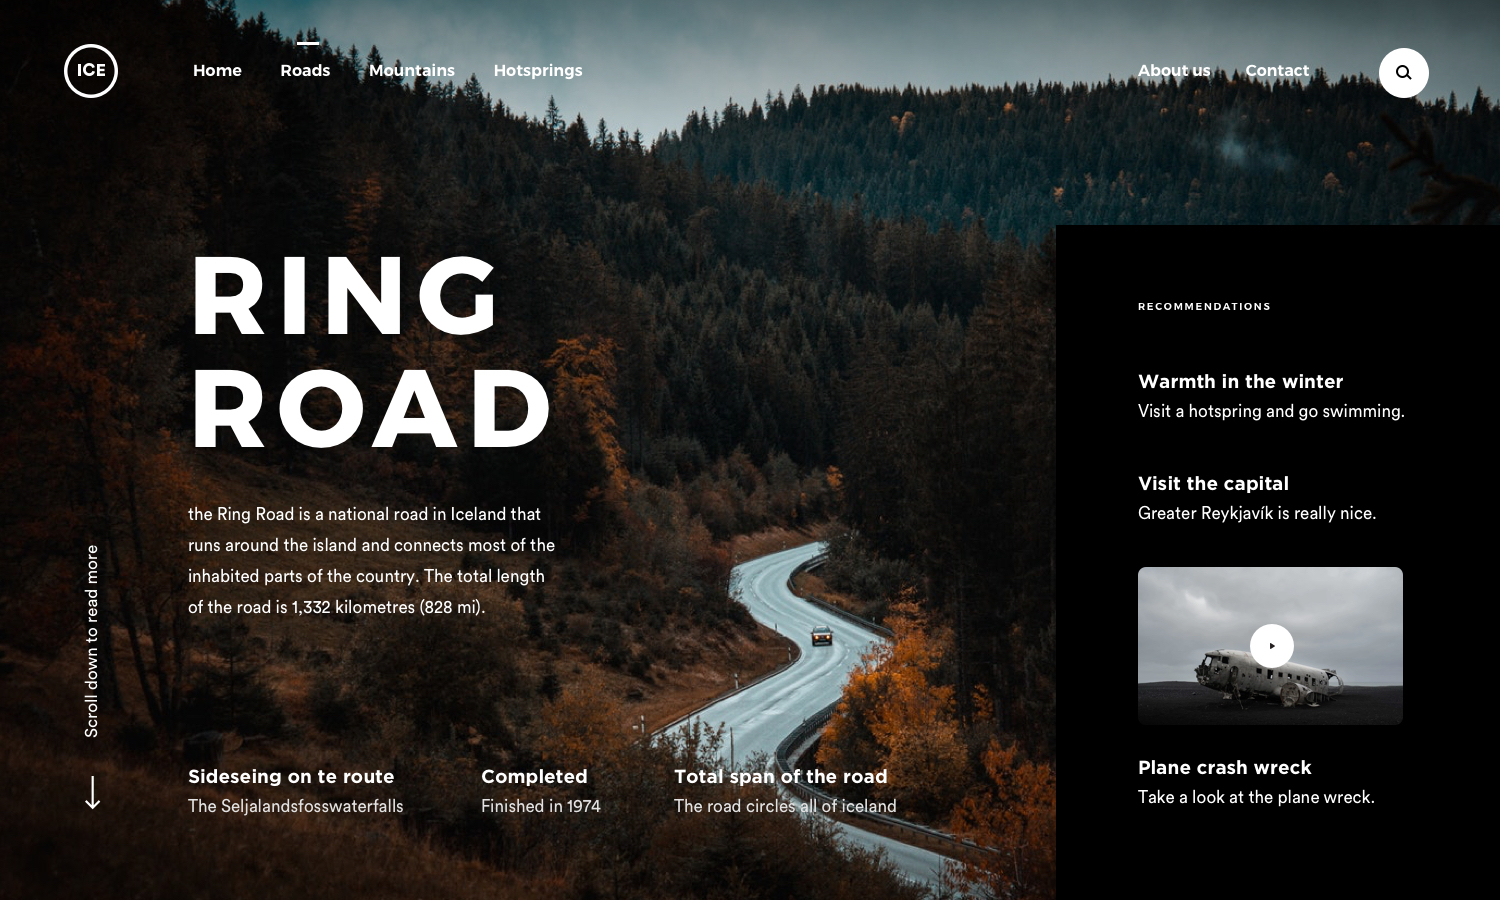 ICE
Home
Roads
Mountains
Hotsprings
About us
Contact
RING
ROAD
the Ring Road is a national road in Iceland that
runs around the island and connects most of the
inhabited parts of the country. The total length
of the road is 1,332 kilometres (828 mi).
Scroll down to read more
Sideseing on te route
The Seljalandsfosswaterfalls
Completed
Finished in 1974
Total span of the road
The road circles all of iceland
RECOMMENDATIONS
Warmth in the winter
Visit a hotspring and go swimming.
Visit the capital
Greater Reykjavík is really nice.
Plane crash wreck
Take a look at the plane wreck.